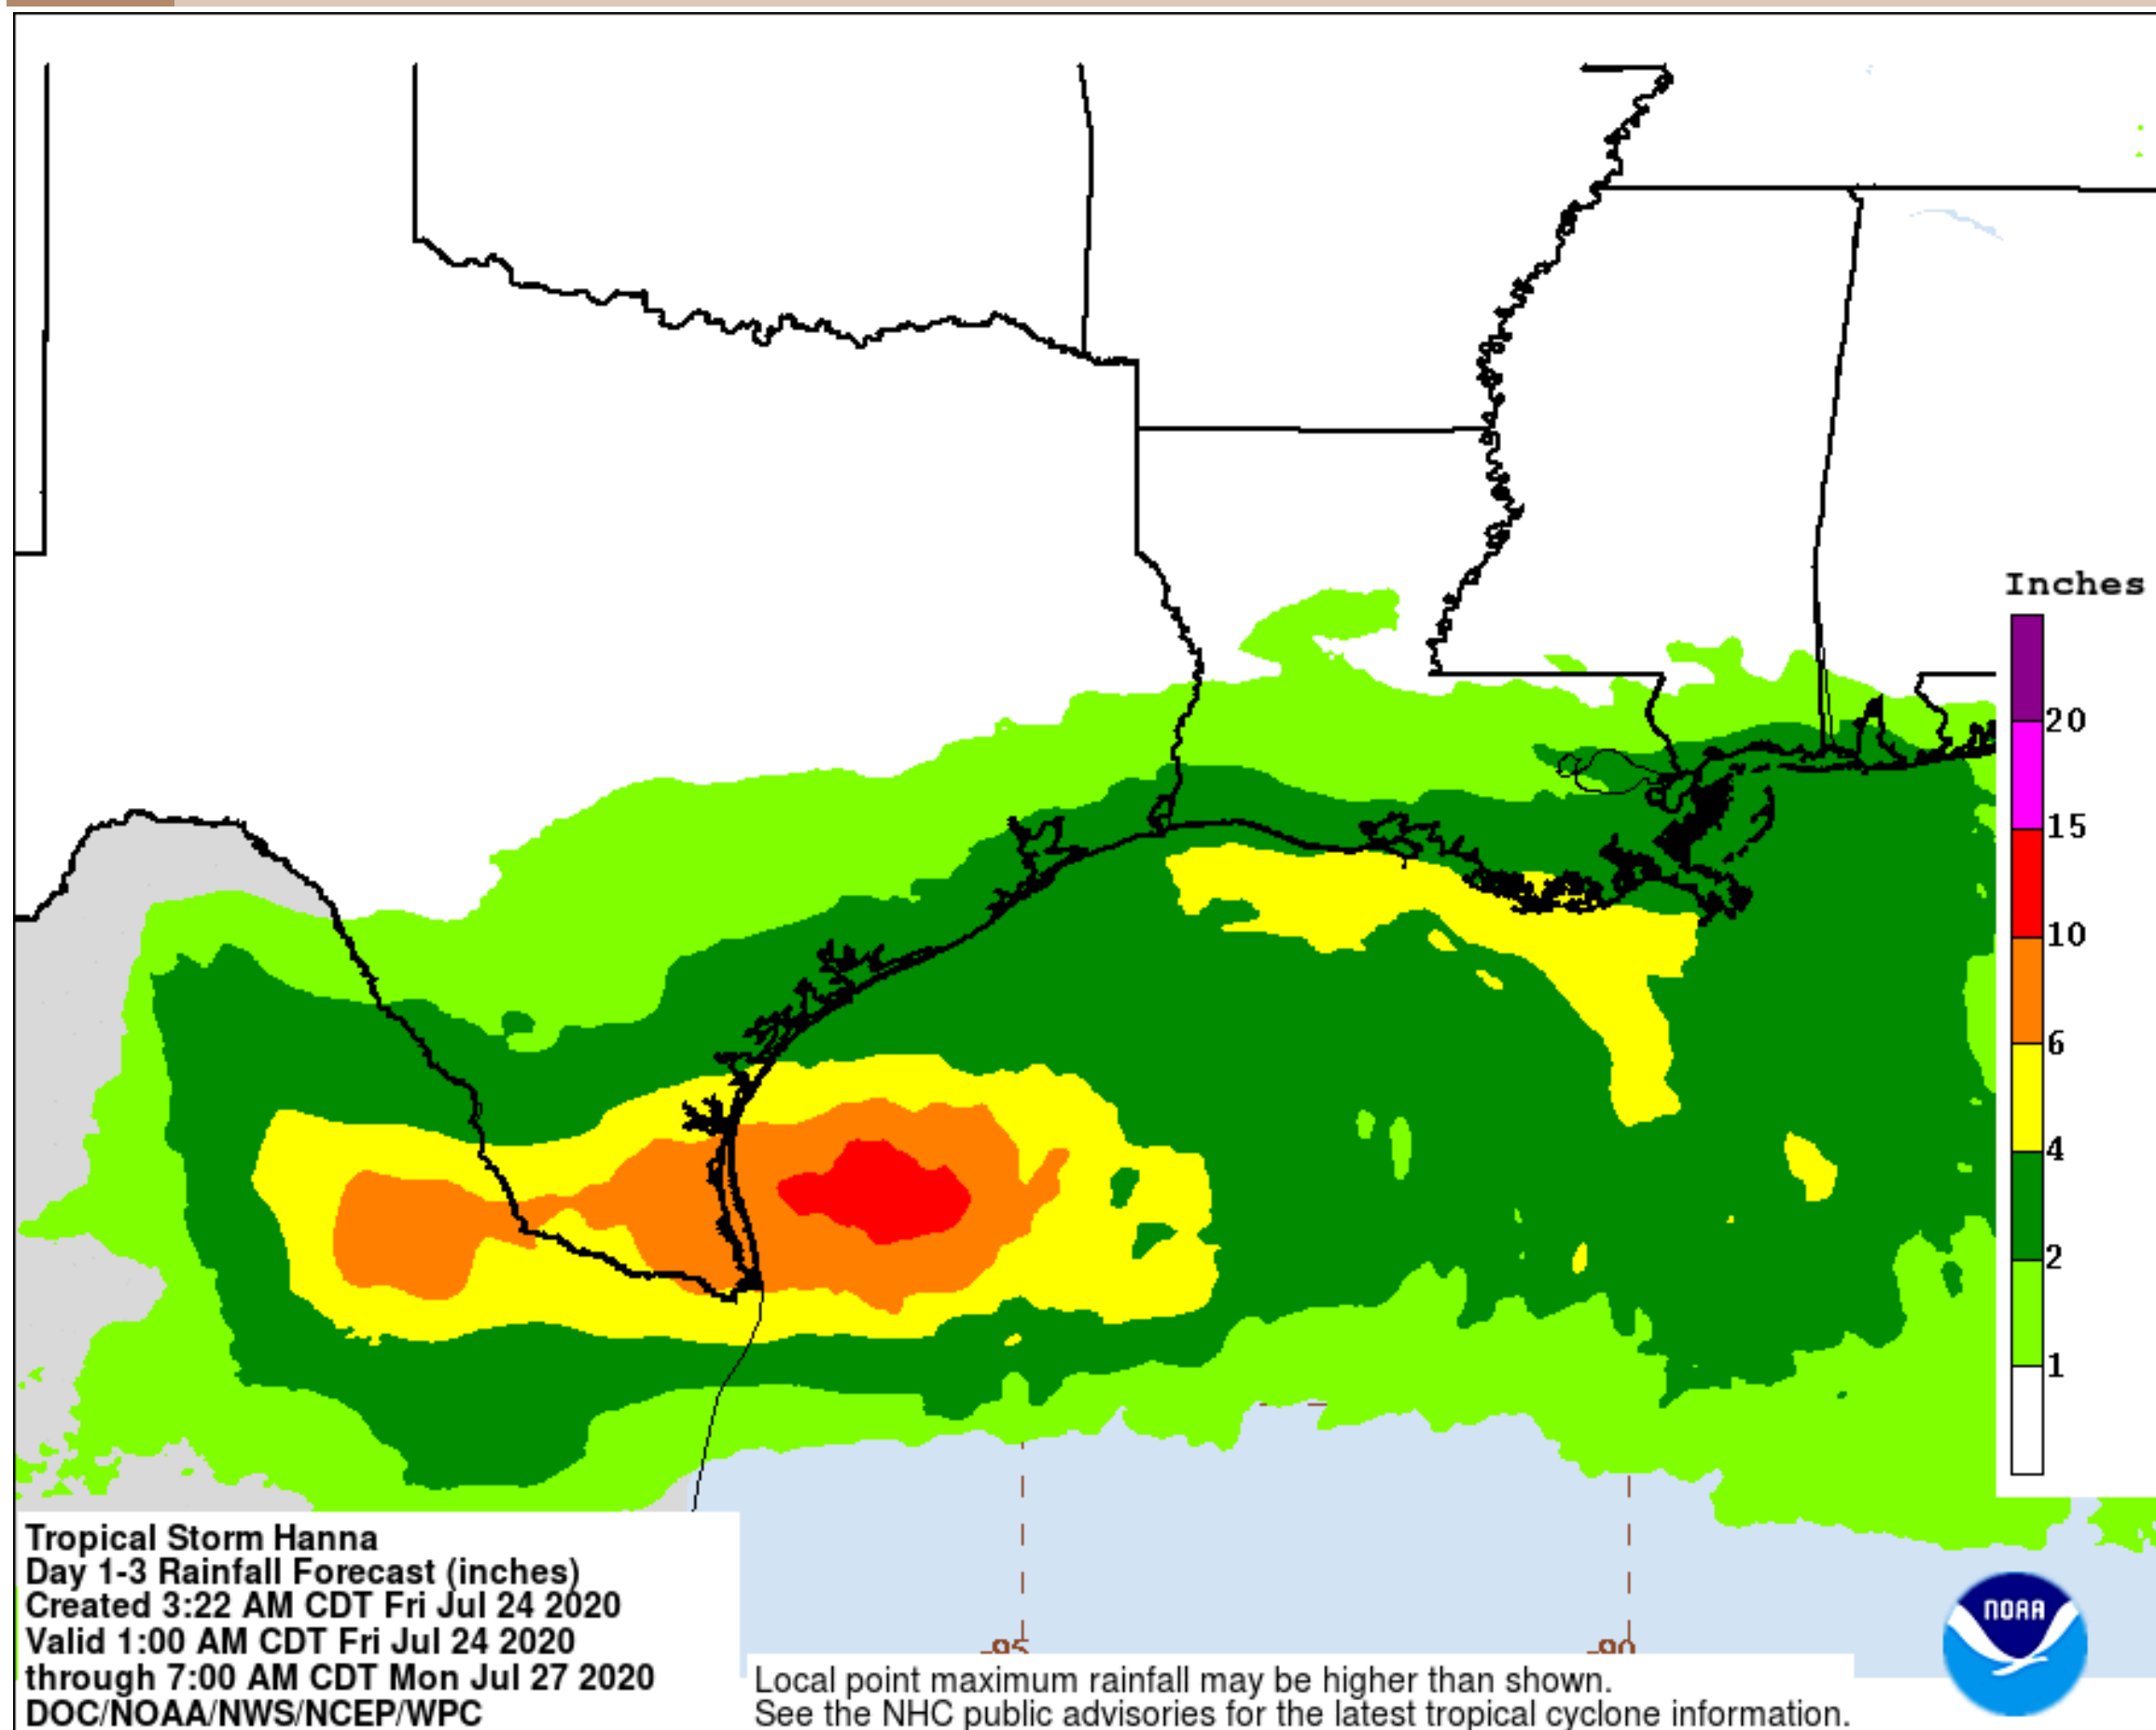 Inches
20
15
10
6
4
2
1
-95
-90
NOAA
Tropical Storm Hanna
Day 1-3 Rainfall Forecast (inches)
Created 3:22 AM CDT Fri Jul 24 2020
Valid 1:00 AM CDT Fri Jul 24 2020
through 7:00 AM CDT Mon Jul 27 2020
DOC/NOAA/NWS/NCEP/WPC
Local point maximum rainfall may be higher than shown.
See the NHC public advisories for the latest tropical cyclone information.